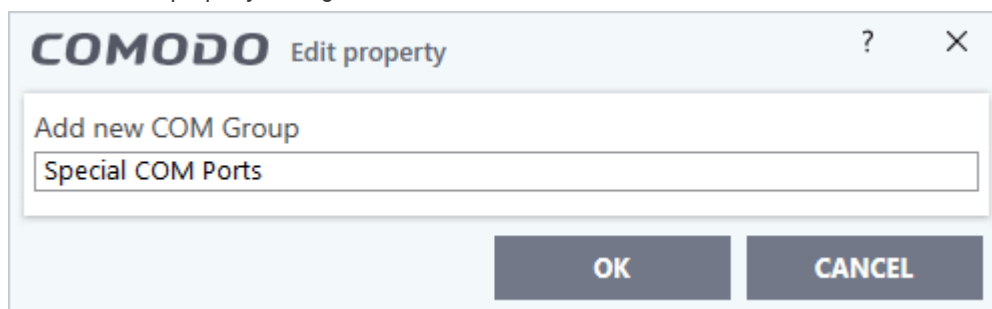 COMODO Edit property ? ×
Add new COM Group
Special COM Ports
OK CANCEL